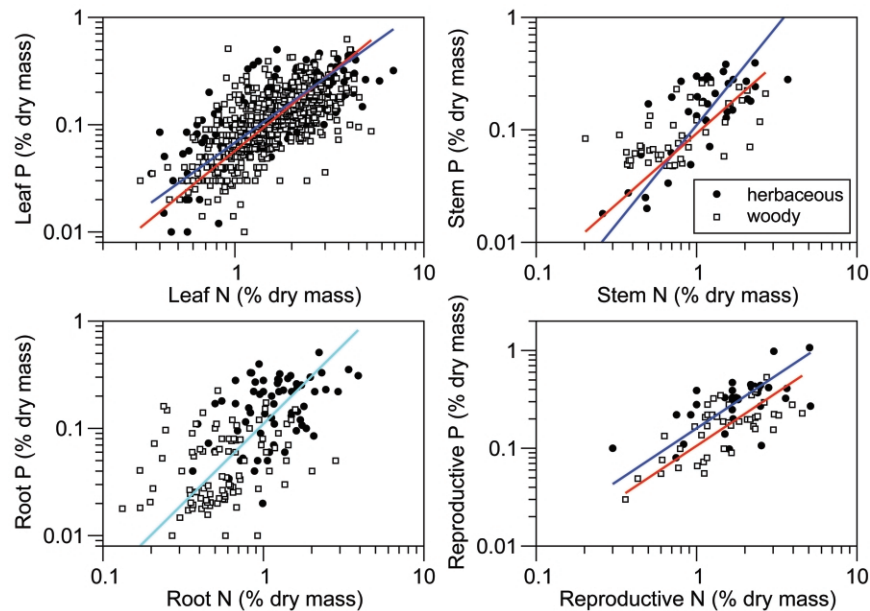 1
0.1
0.01
Leaf P (% dry mass)
1
10
Leaf N (% dry mass)
1
0.1
0.01
Stem P (% dry mass)
herbaceous
woody
0.1
1
10
Stem N (% dry mass)
1
0.1
0.01
Root P (% dry mass)
0.1
1
10
Root N (% dry mass)
1
0.1
0.01
Reproductive P (% dry mass)
0.1
1
10
Reproductive N (% dry mass)